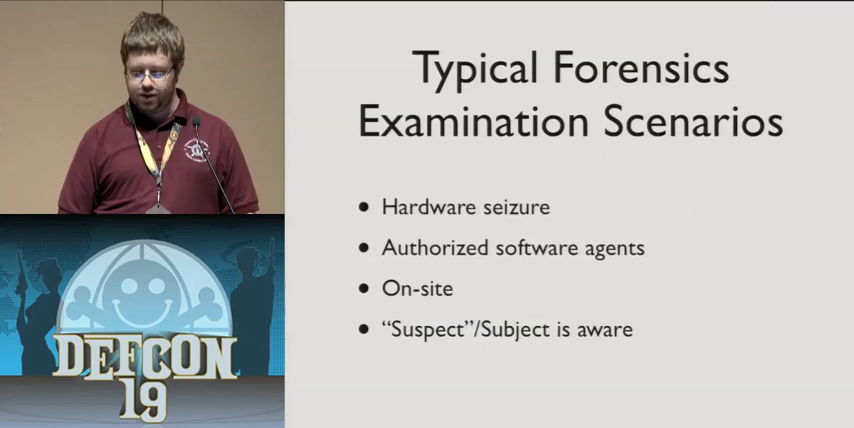 Typical Forensics
Examination Scenarios
• Hardware seizure
• Authorized software agents
• On-site
• “Suspect”/Subject is aware
DEFCON
19